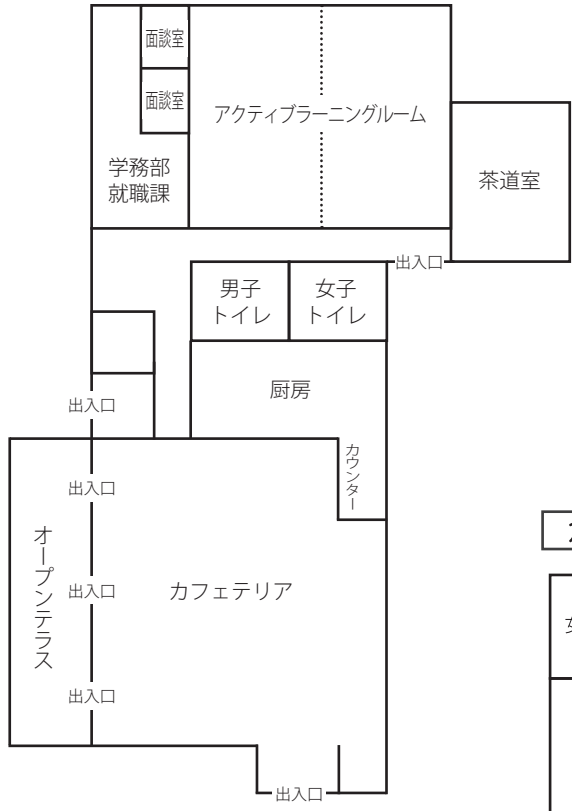 面談室
面談室
アクティブラーニングルーム
学務部
就職課
茶道室
出入口
男子
トイレ
女子
トイレ
厨房
出入口
カウンター
出入口
オープンテラス
出入口
カフェテリア
出入口
出入口